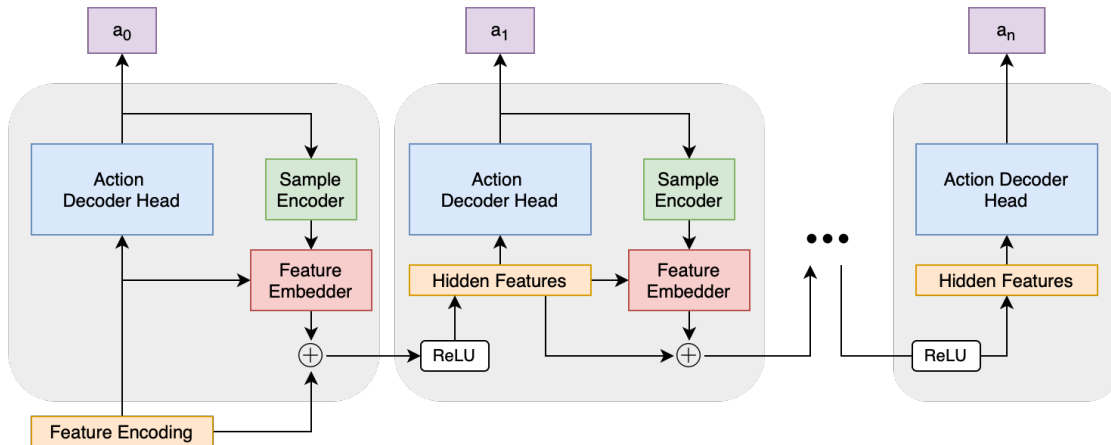 a0
a1
an
Action
Decoder Head
Sample
Encoder
Feature
Embedder
Feature Encoding
ReLU
Action
Decoder Head
Hidden Features
Sample
Encoder
Feature
Embedder
•••
ReLU
Action Decoder
Head
Hidden Features